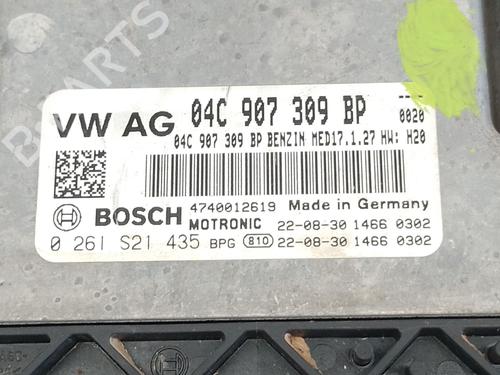 VW AG 04C 907 309 BP ---
0020
04C 907 309 BP BENZIN MED17.1.27 HW: H20
BOSCH 4740012619 Made in Germany
MOTRONIC 22-08-30 1466 0302
0 261 S21 435 BPG 810 22-08-30 1466 0302